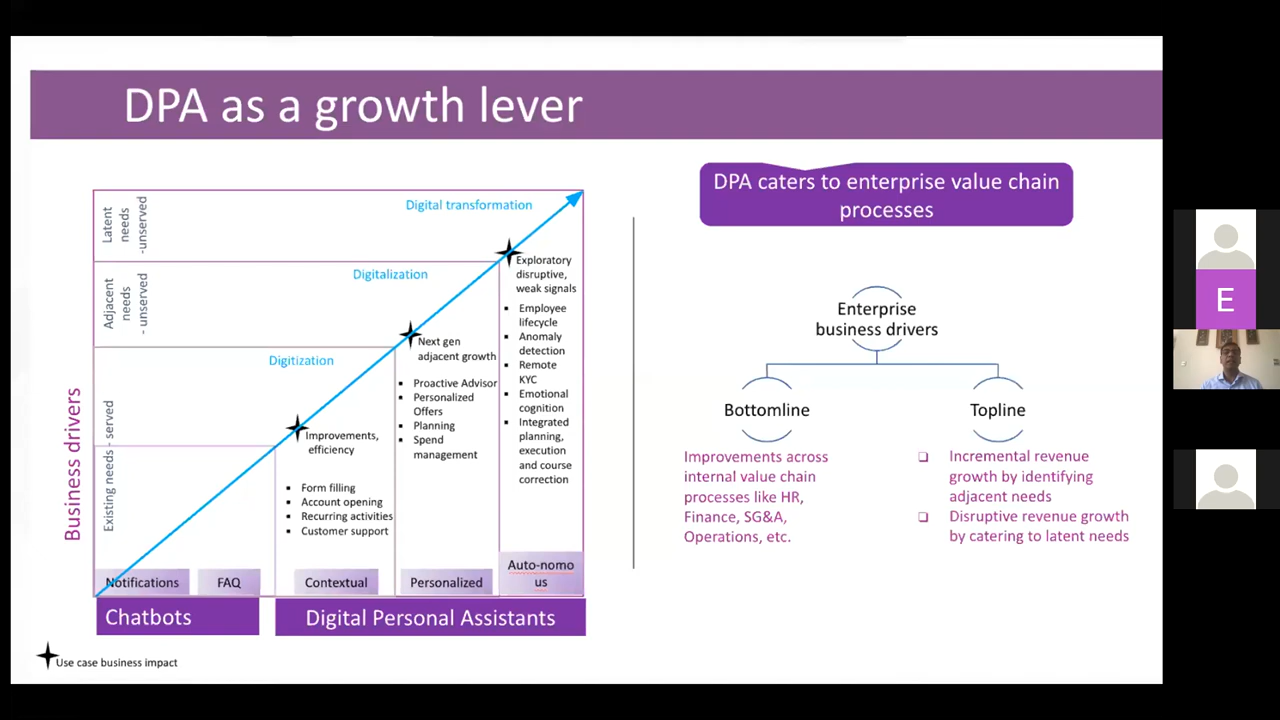 DPA as a growth lever
Latent
needs
-unserved
Adjacent
needs
- unserved
Existing needs - served
Business drivers
Digital transformation
Digitalization
Digitization
Improvements,
efficiency
Form filling
Account opening
Recurring activities
Customer support
Next gen
adjacent growth
Proactive Advisor
Personalized
Offers
Planning
Spend
management
Exploratory
disruptive,
weak signals
Employee
lifecycle
Anomaly
detection
Remote
KYC
Emotional
cognition
Integrated
planning,
execution
and course
correction
Notifications
FAQ
Contextual
Personalized
Auto-nomo
us
Chatbots
Digital Personal Assistants
Use case business impact
DPA caters to enterprise value chain
processes
Enterprise
business drivers
Bottomline
Improvements across
internal value chain
processes like HR,
Finance, SG&A,
Operations, etc.
Topline
Incremental revenue
growth by identifying
adjacent needs
Disruptive revenue growth
by catering to latent needs
E